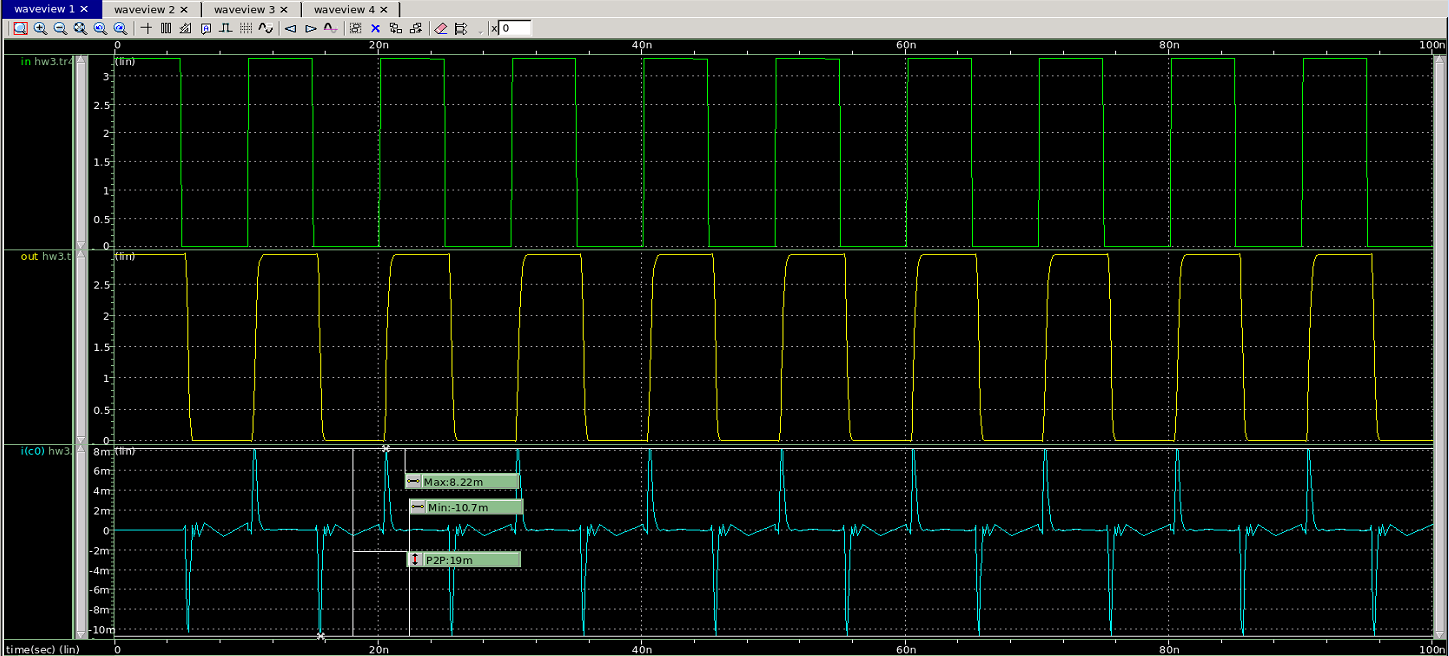 waveview 1 × waveview 2 × waveview 3 × waveview 4 ×
x 0
0 20n 40n 60n 80n 100n
in hw3.tr (lin)
3
2.5
2
1.5
1
0.5
0
out hw3.t (lin)
2.5
2
1.5
1
0.5
0
i(c0) hw3. (lin)
8m
6m
4m
2m
0
-2m
-4m
-6m
-8m
-10m
Max:8.22m
Min:-10.7m
P2P:19m
time(sec) (lin) 0 20n 40n 60n 80n 100n